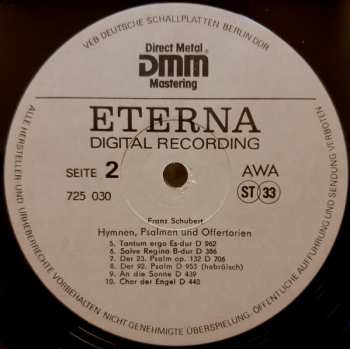 VEB DEUTSCHE SCHALLPLATTEN BERLIN DDR
Direct Metal
DMM
Mastering
ETERNA
DIGITAL RECORDING
SEITE 2
AWA
725 030
ST 33
Franz Schubert
Hymnen, Psalmen und Offertorien
5. Tantum ergo Es-dur D 962
6. Salve Regina B-dur D 386
7. Der 23. Psalm op. 132 D 706
8. Der 92. Psalm D 953 (hebräisch)
9. An die Sonne D 439
10. Chor der Engel D 440
ALLE HERSTELLER- UND URHEBERRECHTE VORBEHALTEN NICHT GENEHMIGTE ÜBERSPIELUNG, ÖFFENTLICHE AUFFÜHRUNG UND SENDUNG VERBOTEN